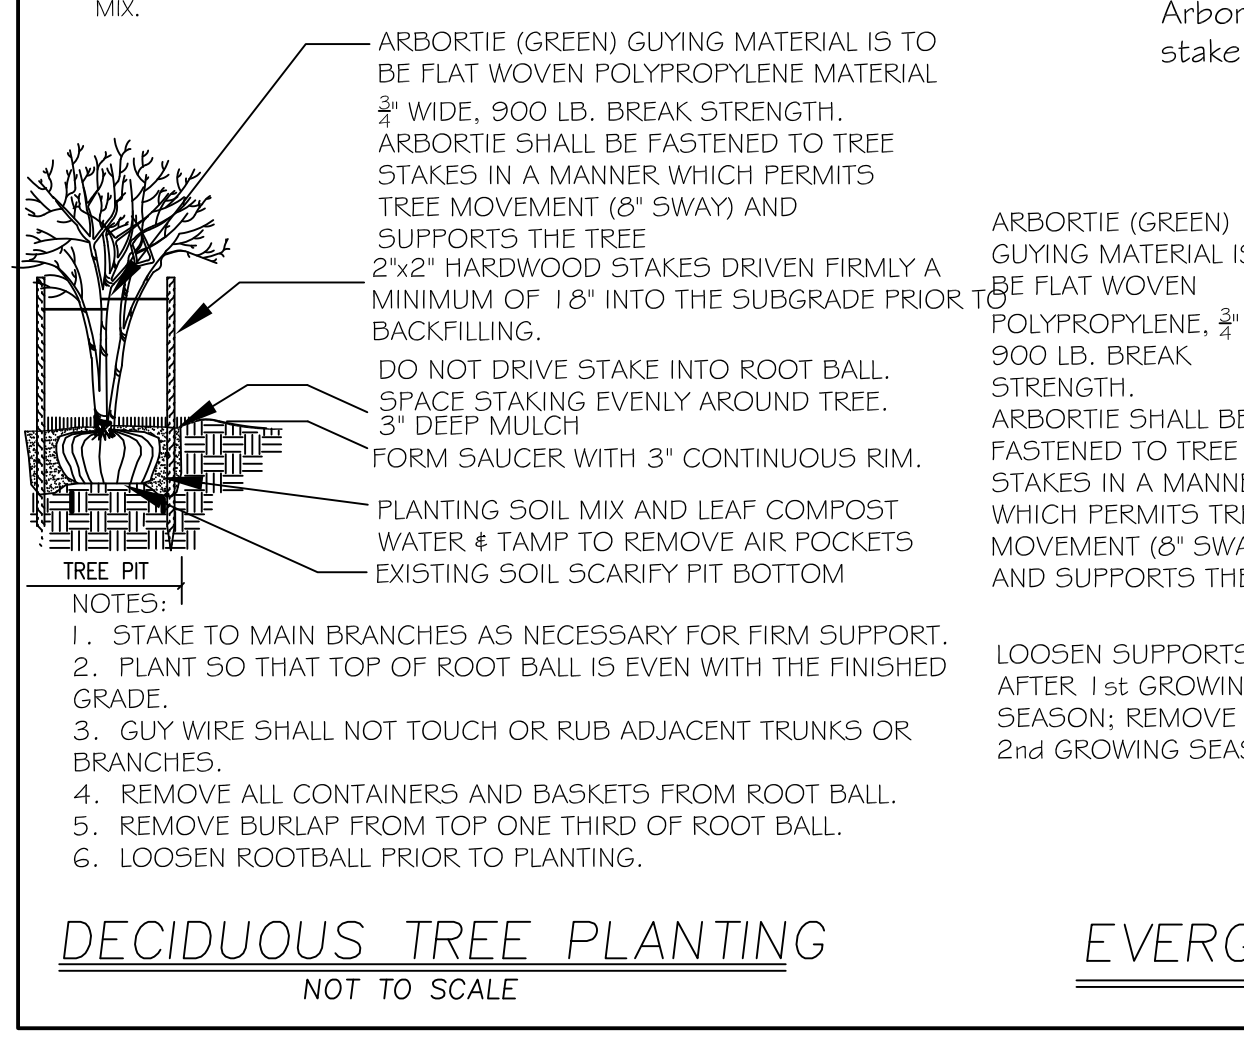 MIX.
ARBORTIE (GREEN) GUYING MATERIAL IS TO
BE FLAT WOVEN POLYPROPYLENE MATERIAL
3/4" WIDE, 900 LB. BREAK STRENGTH.
ARBORTIE SHALL BE FASTENED TO TREE
STAKES IN A MANNER WHICH PERMITS
TREE MOVEMENT (8" SWAY) AND
SUPPORTS THE TREE
2"x2" HARDWOOD STAKES DRIVEN FIRMLY A
MINIMUM OF 18" INTO THE SUBGRADE PRIOR TO
BACKFILLING.
DO NOT DRIVE STAKE INTO ROOT BALL.
SPACE STAKING EVENLY AROUND TREE.
3" DEEP MULCH
FORM SAUCER WITH 3" CONTINUOUS RIM.
PLANTING SOIL MIX AND LEAF COMPOST
WATER & TAMP TO REMOVE AIR POCKETS
EXISTING SOIL SCARIFY PIT BOTTOM
TREE PIT
NOTES:
1. STAKE TO MAIN BRANCHES AS NECESSARY FOR FIRM SUPPORT.
2. PLANT SO THAT TOP OF ROOT BALL IS EVEN WITH THE FINISHED
GRADE.
3. GUY WIRE SHALL NOT TOUCH OR RUB ADJACENT TRUNKS OR
BRANCHES.
4. REMOVE ALL CONTAINERS AND BASKETS FROM ROOT BALL.
5. REMOVE BURLAP FROM TOP ONE THIRD OF ROOT BALL.
6. LOOSEN ROOTBALL PRIOR TO PLANTING.
DECIDUOUS TREE PLANTING
NOT TO SCALE
Arbor
stake
ARBORTIE (GREEN)
GUYING MATERIAL IS
BE FLAT WOVEN
POLYPROPYLENE, 3/4"
900 LB. BREAK
STRENGTH.
ARBORTIE SHALL BE
FASTENED TO TREE
STAKES IN A MANNE
WHICH PERMITS TRE
MOVEMENT (8" SWA
AND SUPPORTS THE
LOOSEN SUPPORTS
AFTER 1st GROWIN
SEASON; REMOVE
2nd GROWING SEAS
EVERG